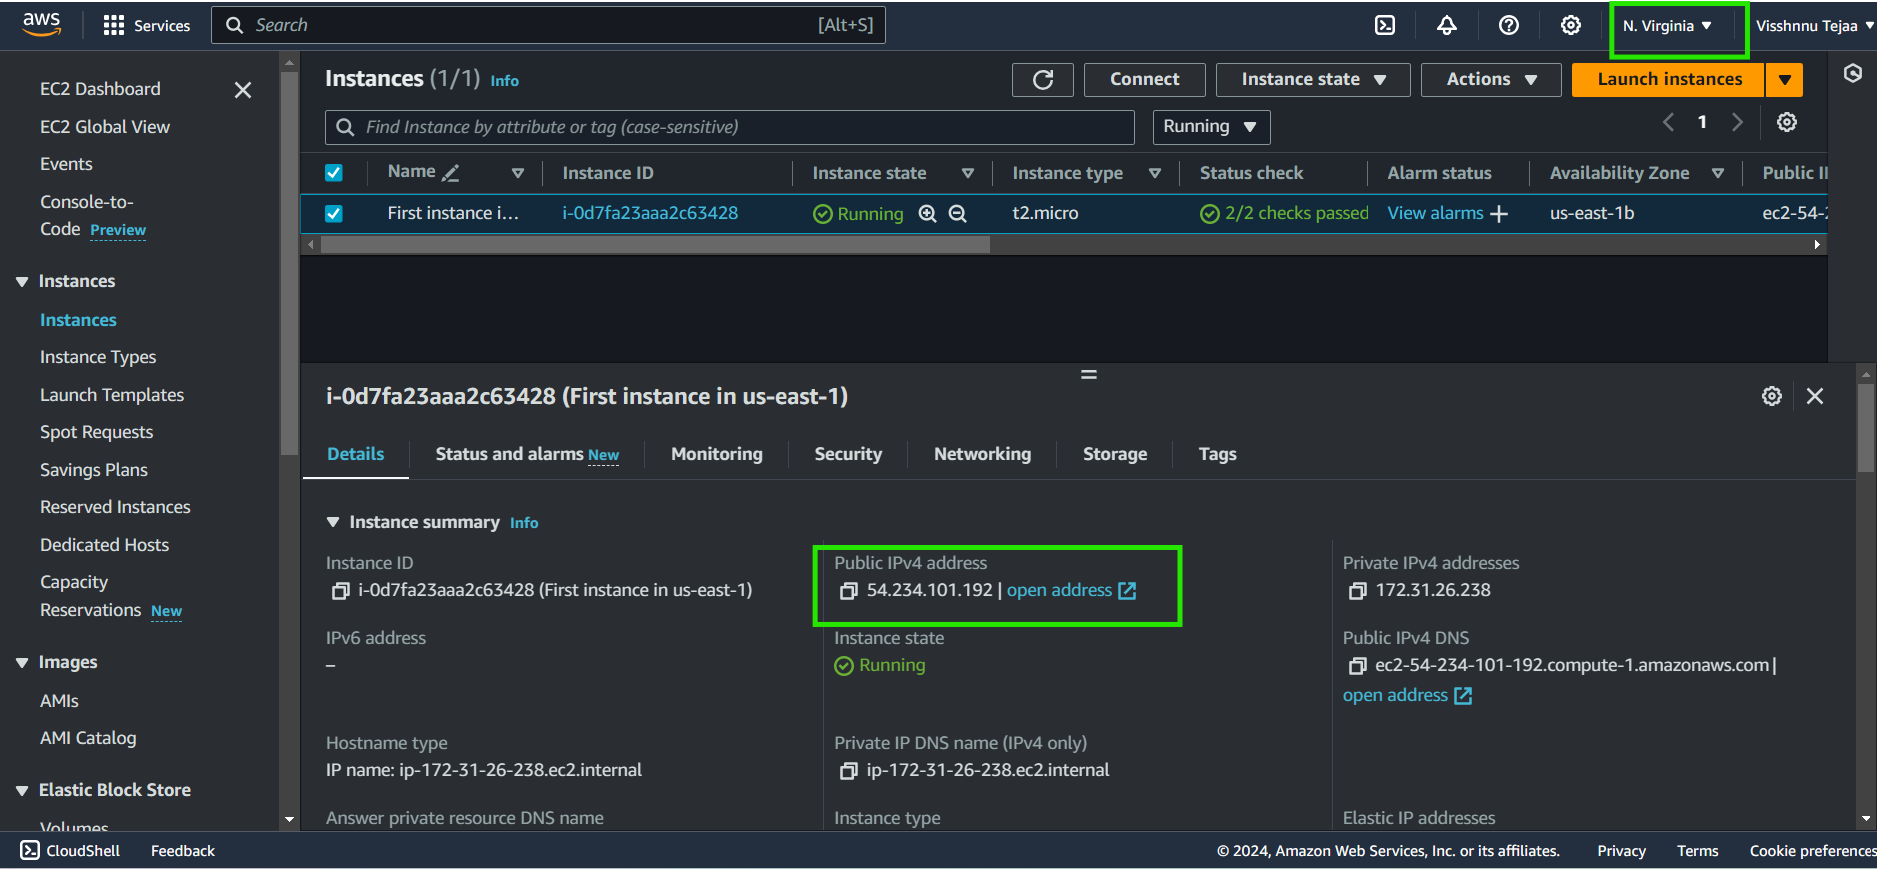 aws
Services
Search
[Alt+S]
N. Virginia
Visshnnu Tejaa
EC2 Dashboard
EC2 Global View
Events
Console-to-
Code Preview
Instances
Instances
Instance Types
Launch Templates
Spot Requests
Savings Plans
Reserved Instances
Dedicated Hosts
Capacity
Reservations New
Images
AMIs
AMI Catalog
Elastic Block Store
Volumes
Instances (1/1) Info
Connect
Instance state
Actions
Launch instances
Find Instance by attribute or tag (case-sensitive)
Running
1
Name Instance ID Instance state Instance type Status check Alarm status Availability Zone Public I
First instance i... i-0d7fa23aaa2c63428 Running t2.micro 2/2 checks passed View alarms + us-east-1b ec2-54-2
i-0d7fa23aaa2c63428 (First instance in us-east-1)
Details
Status and alarms New
Monitoring
Security
Networking
Storage
Tags
Instance summary Info
Instance ID
i-0d7fa23aaa2c63428 (First instance in us-east-1)
Public IPv4 address
54.234.101.192 | open address
Private IPv4 addresses
172.31.26.238
IPv6 address
–
Instance state
Running
Public IPv4 DNS
ec2-54-234-101-192.compute-1.amazonaws.com |
open address
Hostname type
IP name: ip-172-31-26-238.ec2.internal
Private IP DNS name (IPv4 only)
ip-172-31-26-238.ec2.internal
Answer private resource DNS name
Instance type
Elastic IP addresses
CloudShell
Feedback
© 2024, Amazon Web Services, Inc. or its affiliates.
Privacy
Terms
Cookie preferences